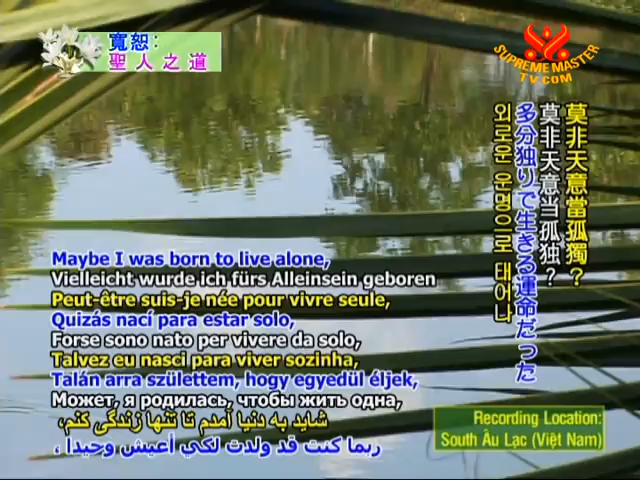 寬恕：
聖人之道
SUPREME MASTER
TV.COM
莫非天意當孤獨？
莫非天意当孤独？
多分独りで生きる運命だった
외로운 운명으로 태어나
Maybe I was born to live alone,
Vielleicht wurde ich fürs Alleinsein geboren
Peut-être suis-je née pour vivre seule,
Quizás nací para estar solo,
Forse sono nato per vivere da solo,
Talvez eu nasci para viver sozinha,
Talán arra születtem, hogy egyedül éljek,
Может, я родилась, чтобы жить одна,
شاید به دنیا آمدم تا تنها زندگی کنم،
ربما كنت قد ولدت لكي أعيش وحيدا ،
Recording Location:
South Âu Lạc (Việt Nam)